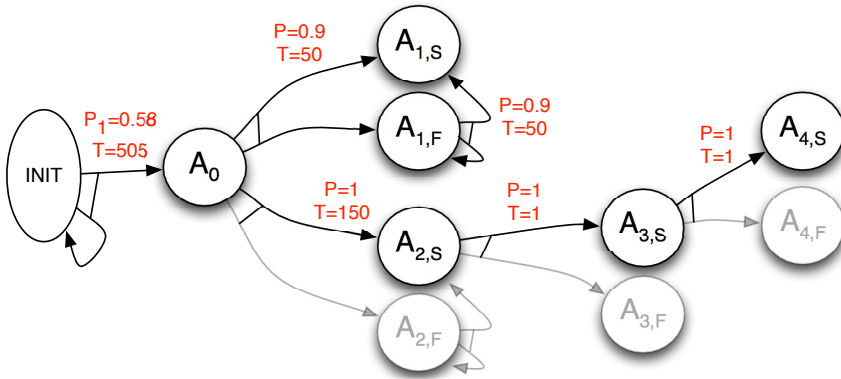 P=0.9
T=50
A1,S
P1=0.58
T=505
INIT
A0
A1,F
P=0.9
T=50
P=1
T=150
A2,S
A2,F
P=1
T=1
A3,S
A3,F
P=1
T=1
A4,S
A4,F